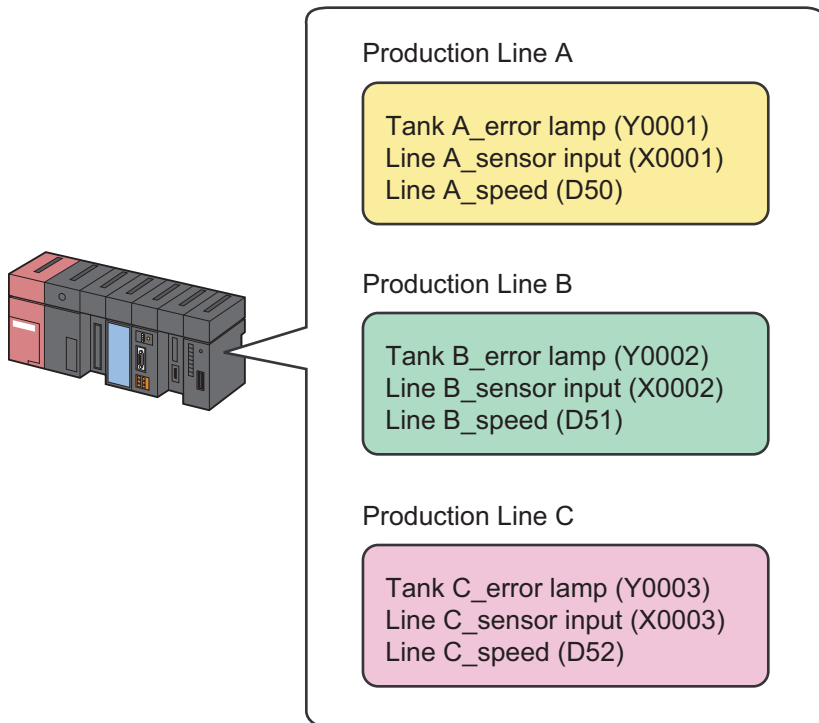 Production Line A
Tank A_error lamp (Y0001)
Line A_sensor input (X0001)
Line A_speed (D50)
Production Line B
Tank B_error lamp (Y0002)
Line B_sensor input (X0002)
Line B_speed (D51)
Production Line C
Tank C_error lamp (Y0003)
Line C_sensor input (X0003)
Line C_speed (D52)